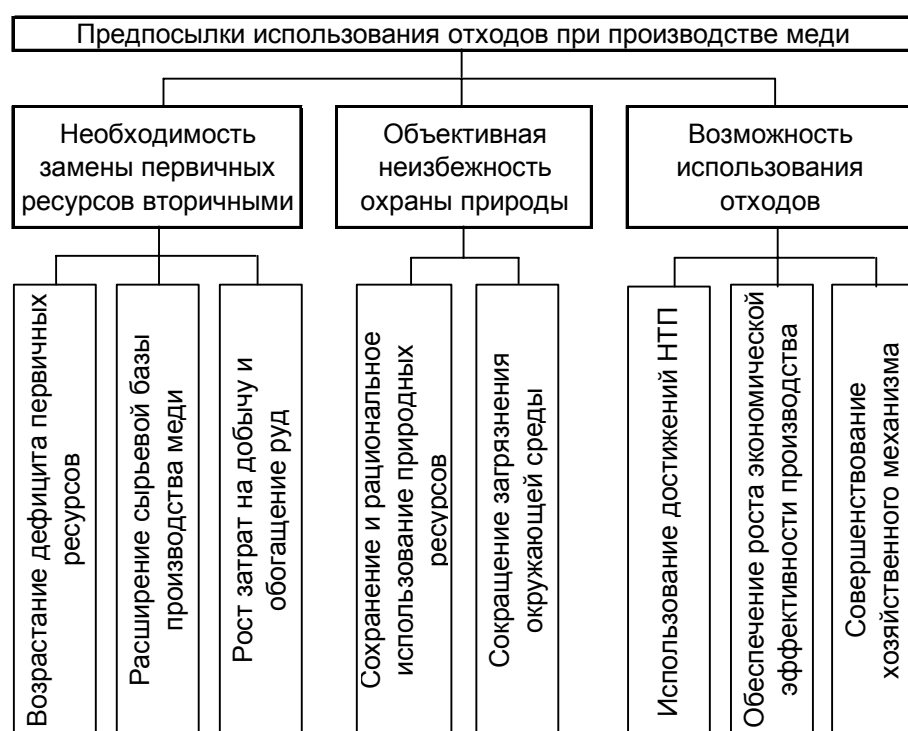 Предпосылки использования отходов при производстве меди
Необходимость
замены первичных
ресурсов вторичными
Объективная
неизбежность
охраны природы
Возможность
использования
отходов
Возрастание дефицита первичных
ресурсов
Расширение сырьевой базы
производства меди
Рост затрат на добычу и
обогащение руд
Сохранение и рациональное
использование природных
ресурсов
Сокращение загрязнения
окружающей среды
Использование достижений НТП
Обеспечение роста экономической
эффективности производства
Совершенствование
хозяйственного механизма